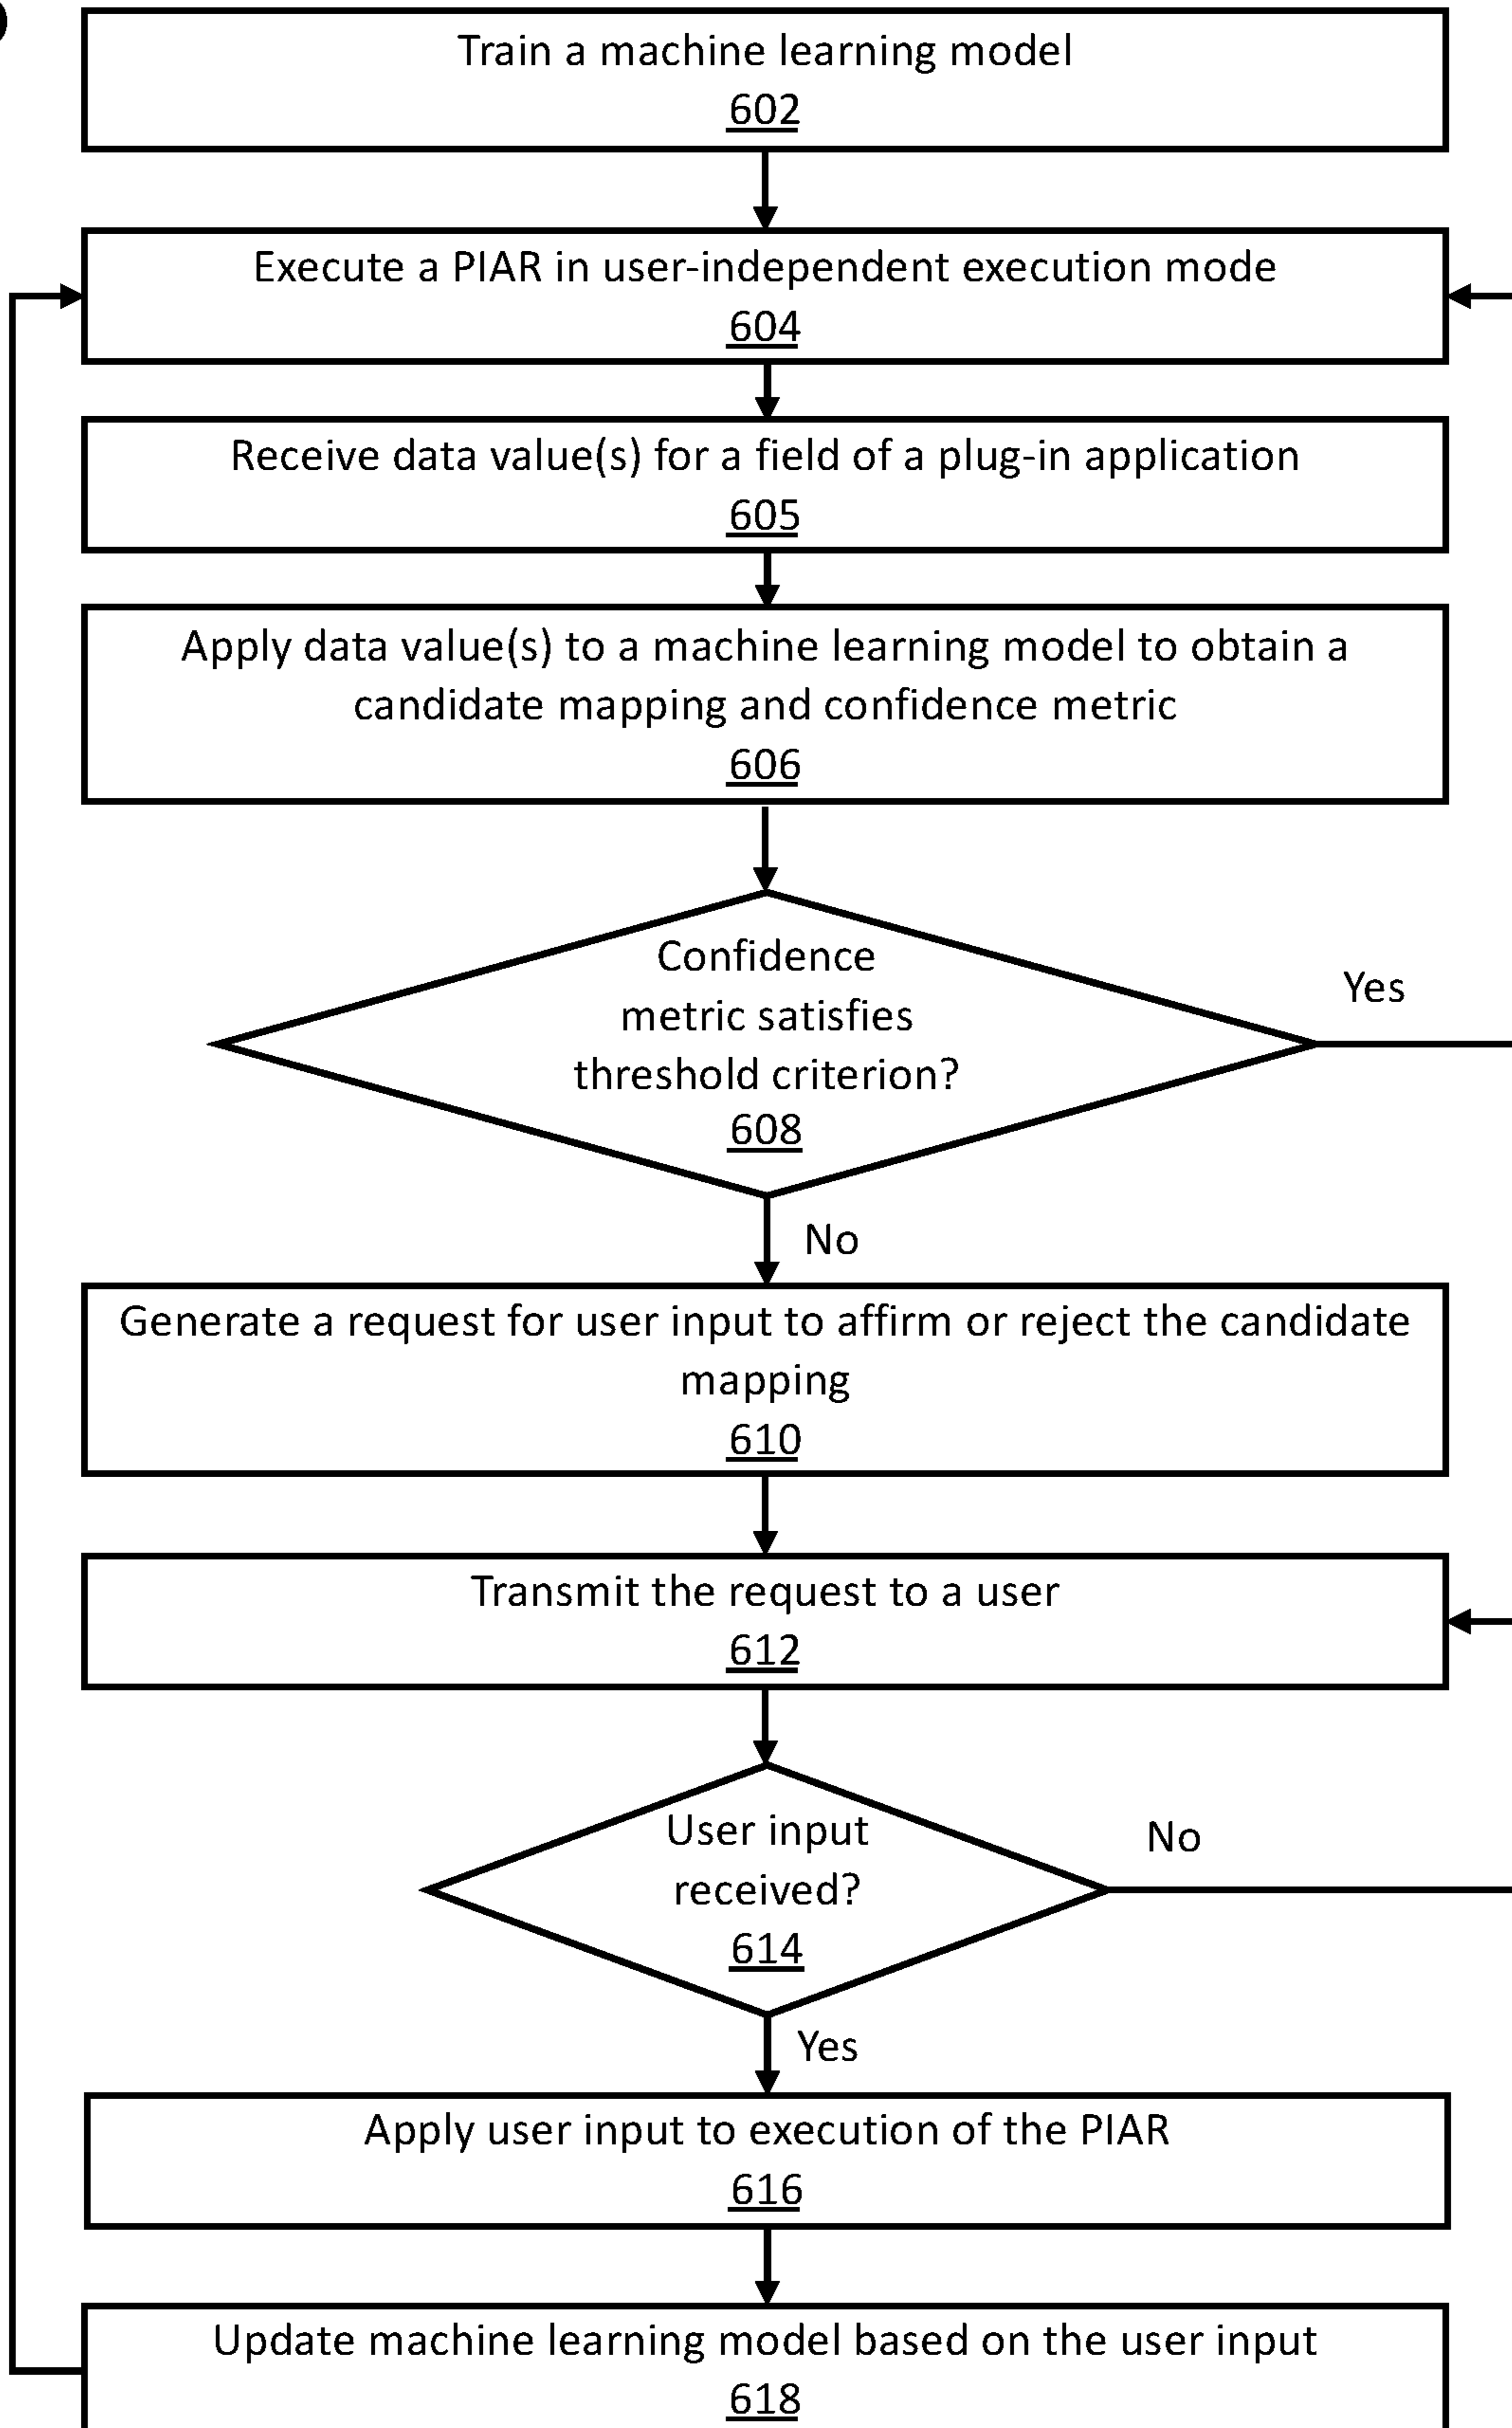 Train a machine learning model
602
Execute a PIAR in user-independent execution mode
604
Receive data value(s) for a field of a plug-in application
605
Apply data value(s) to a machine learning model to obtain a
candidate mapping and confidence metric
606
Confidence
metric satisfies
threshold criterion?
608
Yes
No
Generate a request for user input to affirm or reject the candidate
mapping
610
Transmit the request to a user
612
User input
received?
614
No
Yes
Apply user input to execution of the PIAR
616
Update machine learning model based on the user input
618